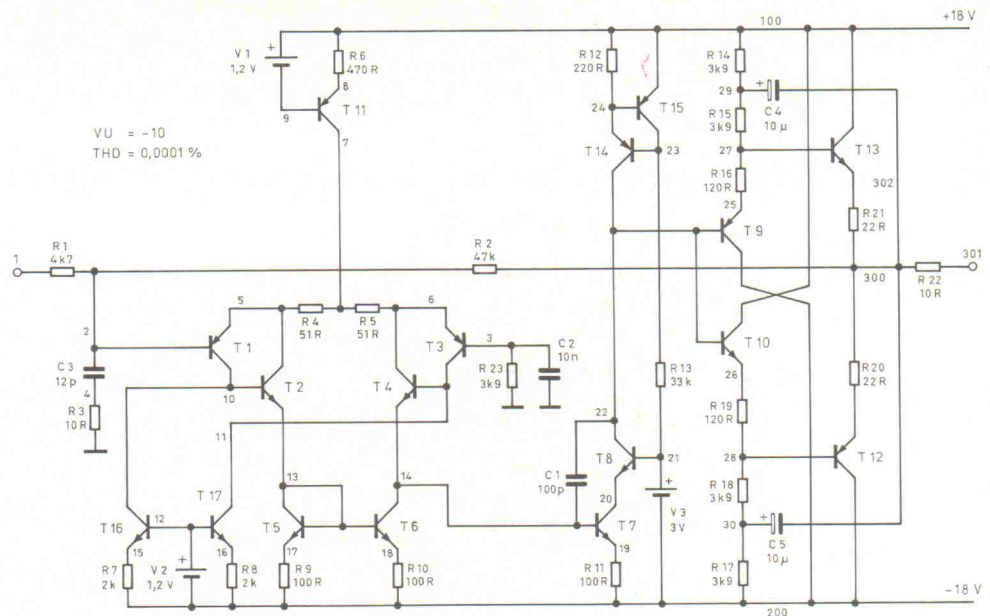 100
+18 V
V 1
1,2 V
R 6
470 R
8
9
T 11
7
VU = -10
THD = 0,0001 %
R 12
220 R
24
T 15
T 14
23
R 14
3k9
29
C 4
10 µ
R 15
3k9
27
T 13
R 16
120 R
302
25
T 9
R 21
22 R
1
R 1
4k7
R 2
47k
300
301
R 22
10 R
5
R 4
51 R
R 5
51 R
6
2
T 1
T 3
3
C 2
10 n
T 10
C 3
12 p
T 2
T 4
R 23
3k9
R 13
33 k
26
R 20
22 R
4
10
R 3
10 R
11
22
R 19
120 R
C 1
100 p
T 8
21
28
T 12
13
14
20
V 3
3 V
R 18
3k9
T 17
T 16
12
T 5
T 6
T 7
30
C 5
10 µ
15
16
17
18
19
R 7
2 k
V 2
1,2 V
R 8
2 k
R 9
100 R
R 10
100 R
R 11
100 R
R 17
3k9
200
-18 V